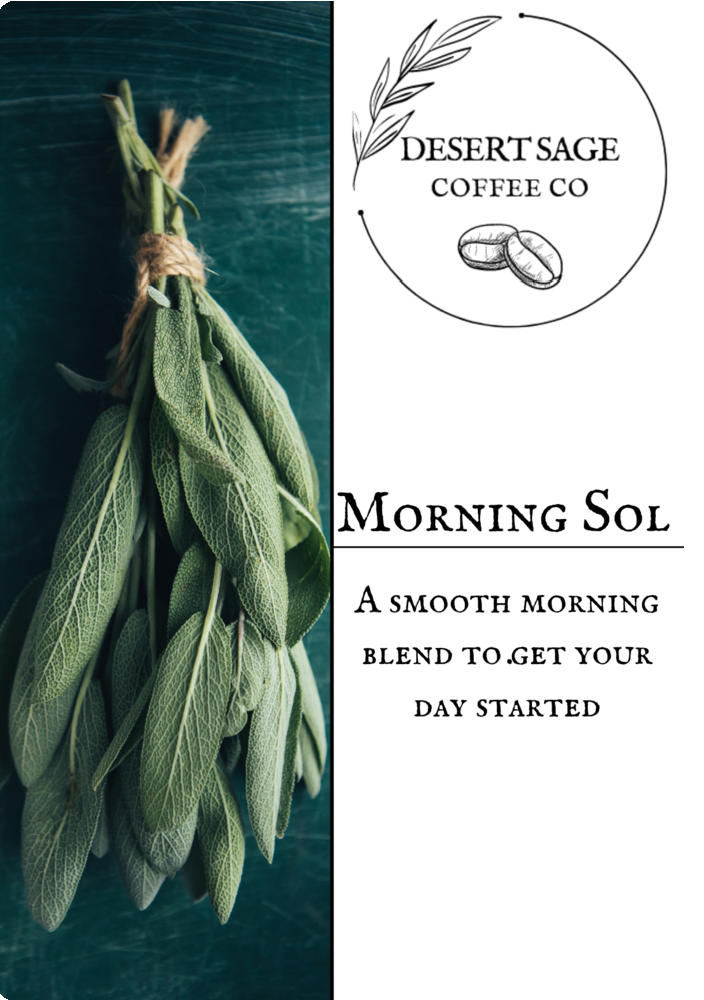 DESERT SAGE
COFFEE CO
MORNING SOL
A SMOOTH MORNING
BLEND TO .GET YOUR
DAY STARTED